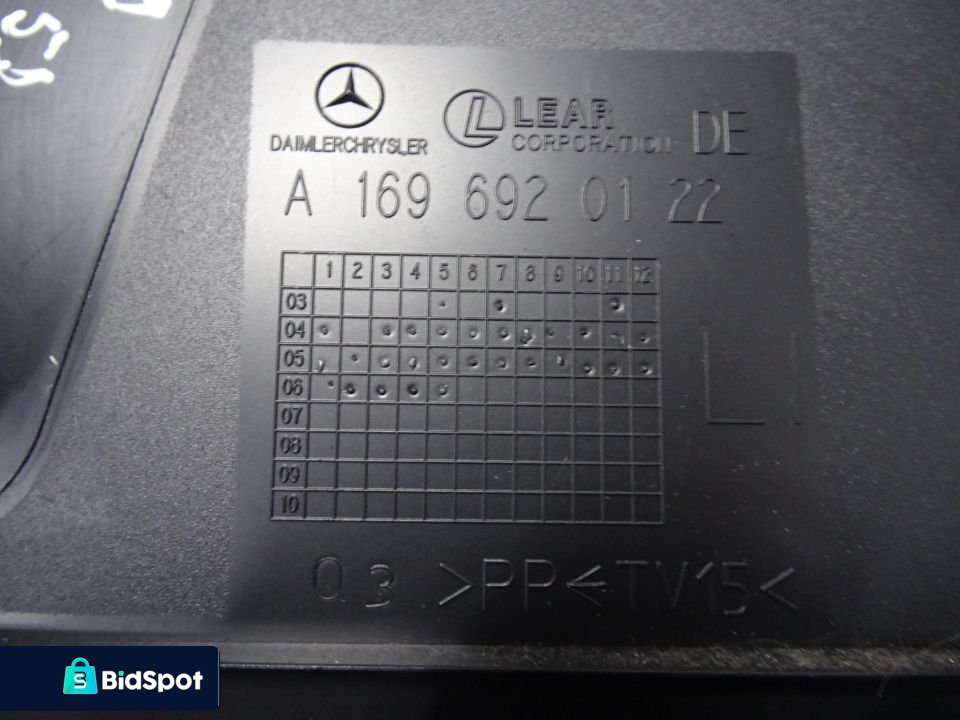 DAIMLERCHRYSLER
LEAR
CORPORATION
DE
A 169 692 01 22
1 2 3 4 5 6 7 8 9 10 11 12
03
04
05
06
07
08
09
10
LI
03 >PP<TV15<
BidSpot